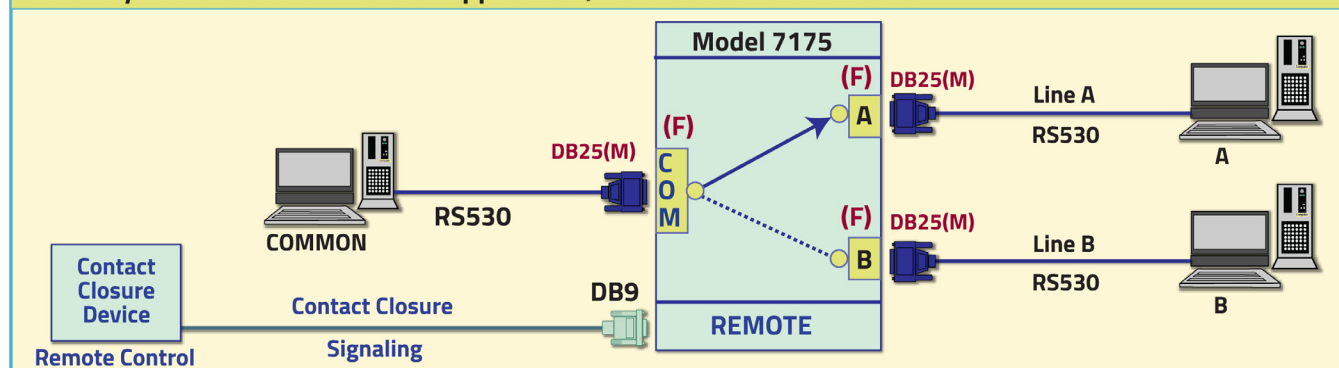 Model 7175
(F)
DB25(M)
A
Line A
RS530
A
(F)
DB25(M)
COM
RS530
COMMON
(F)
DB25(M)
B
Line B
RS530
B
Contact
Closure
Device
Remote Control
Contact Closure
Signaling
DB9
REMOTE